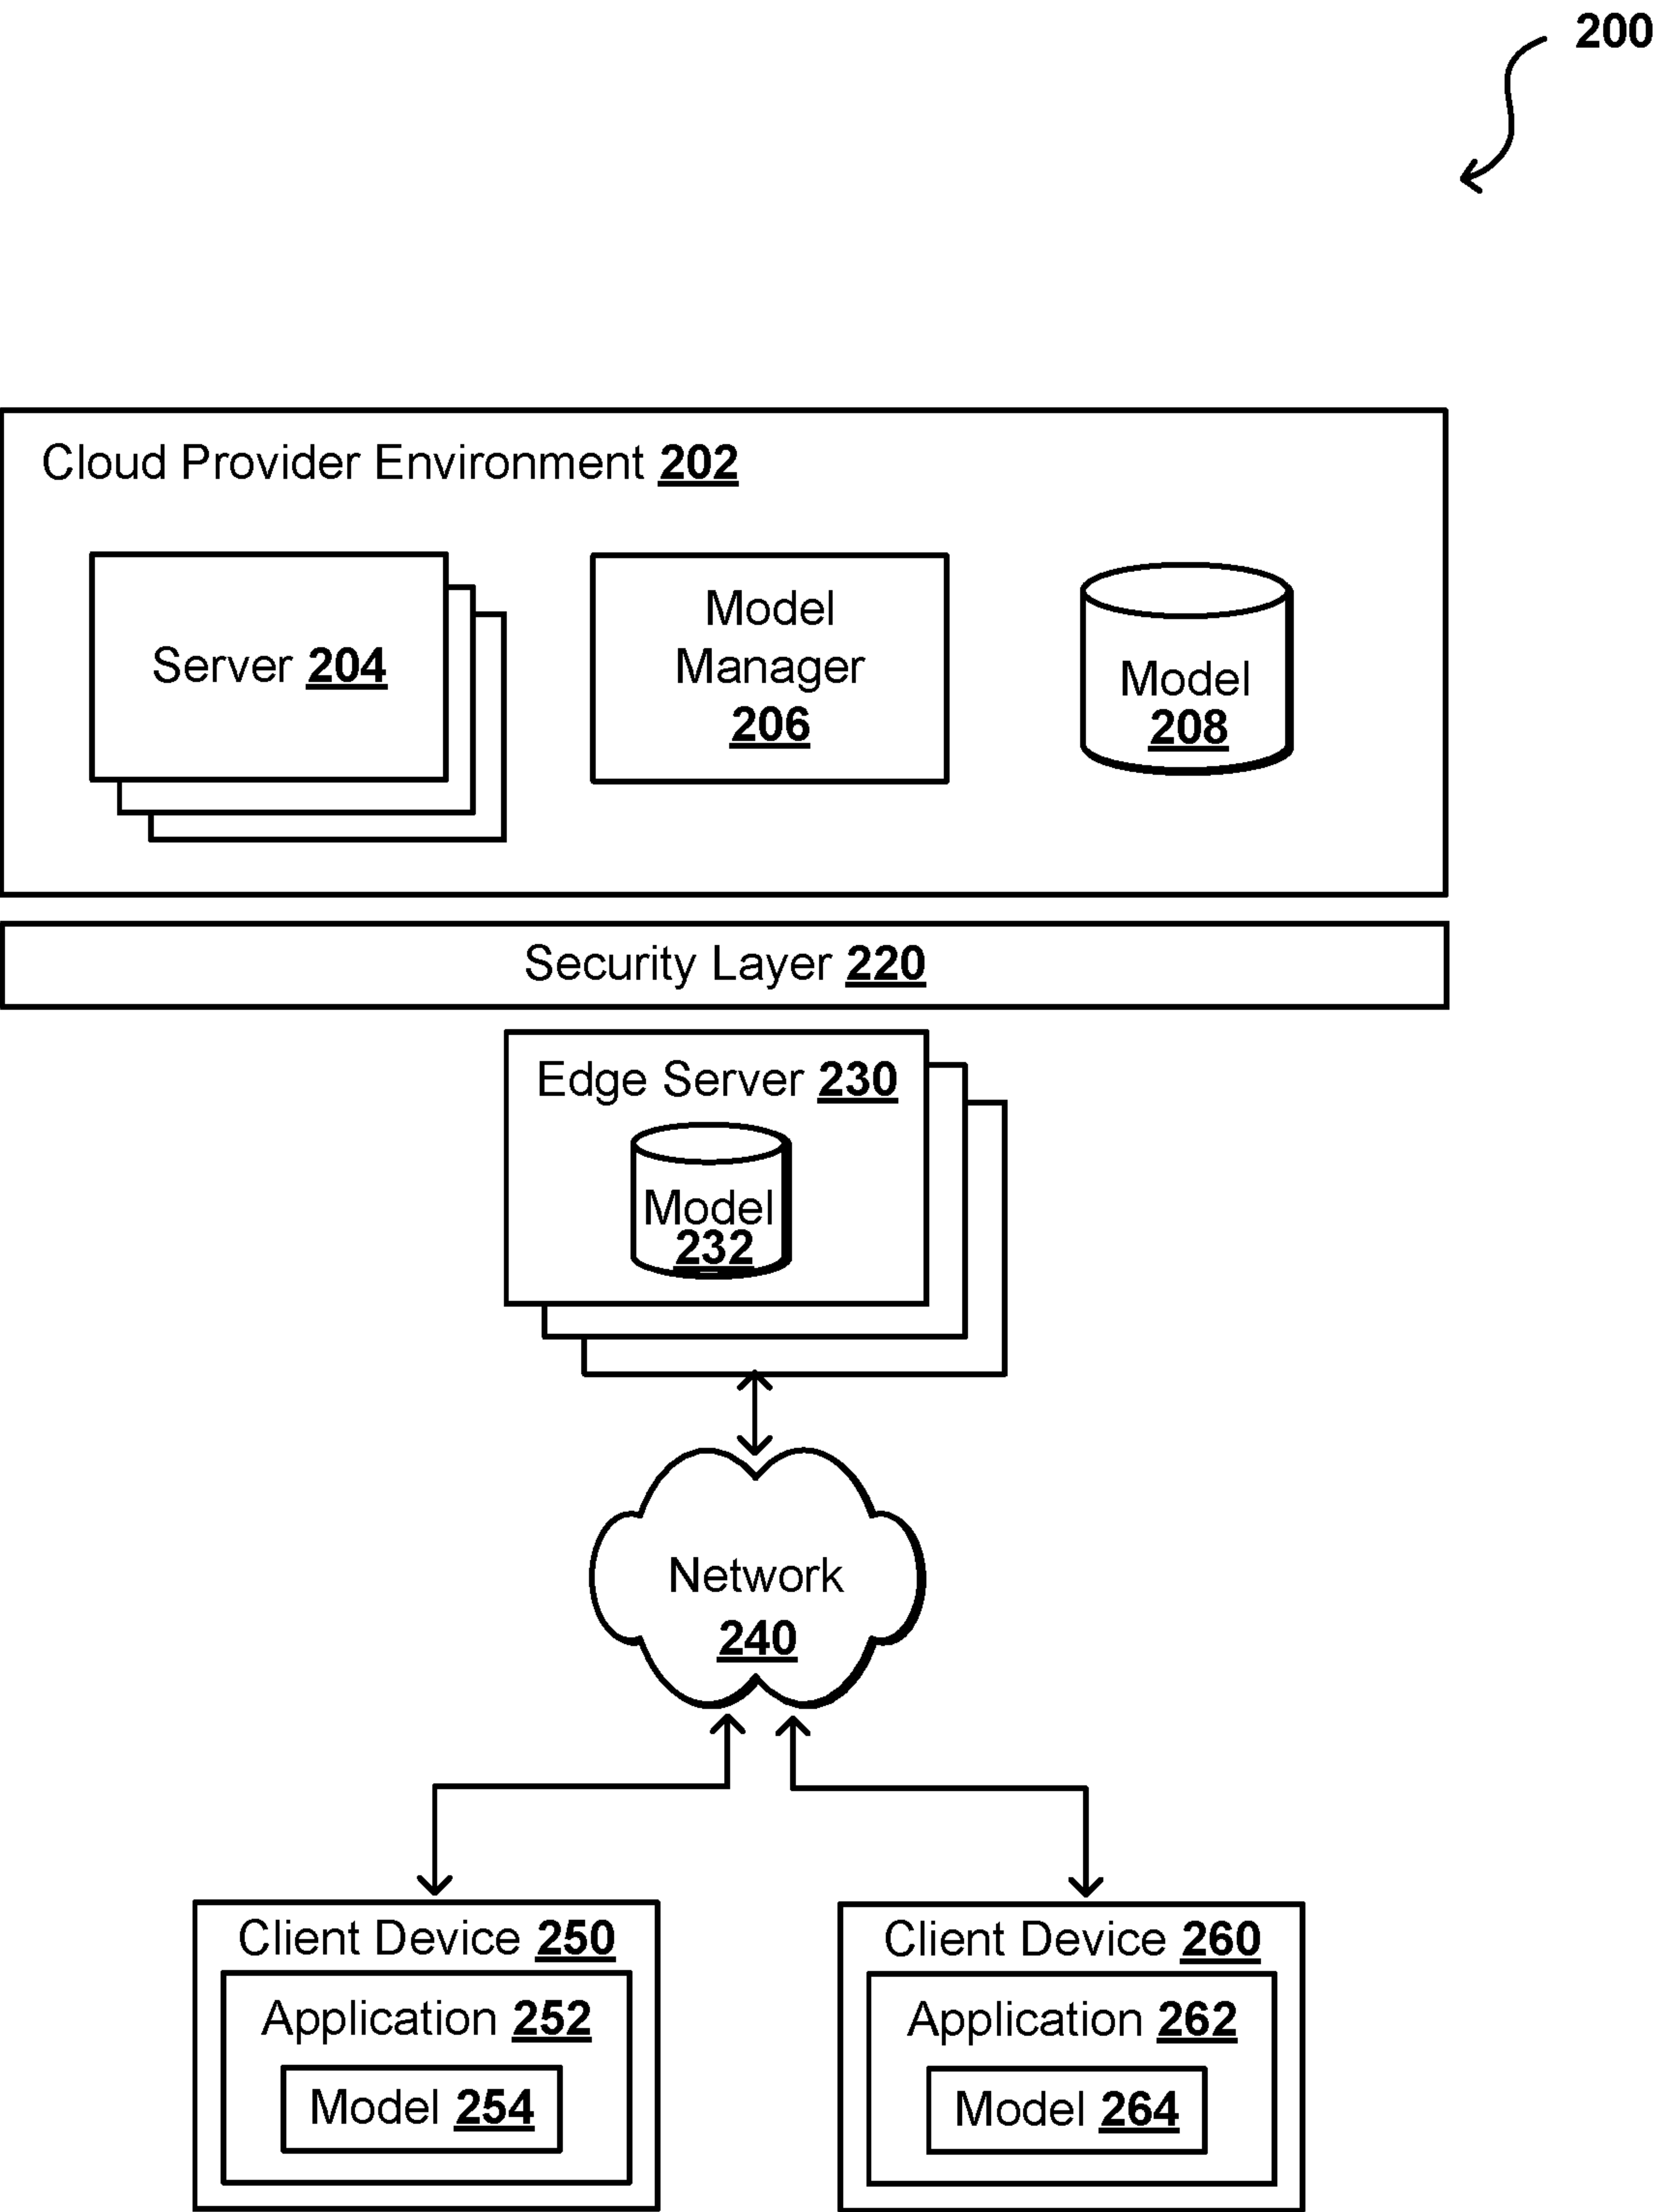 200
Cloud Provider Environment 202
Server 204
Model
Manager
206
Model
208
Security Layer 220
Edge Server 230
Model
232
Network
240
Client Device 250
Application 252
Model 254
Client Device 260
Application 262
Model 264